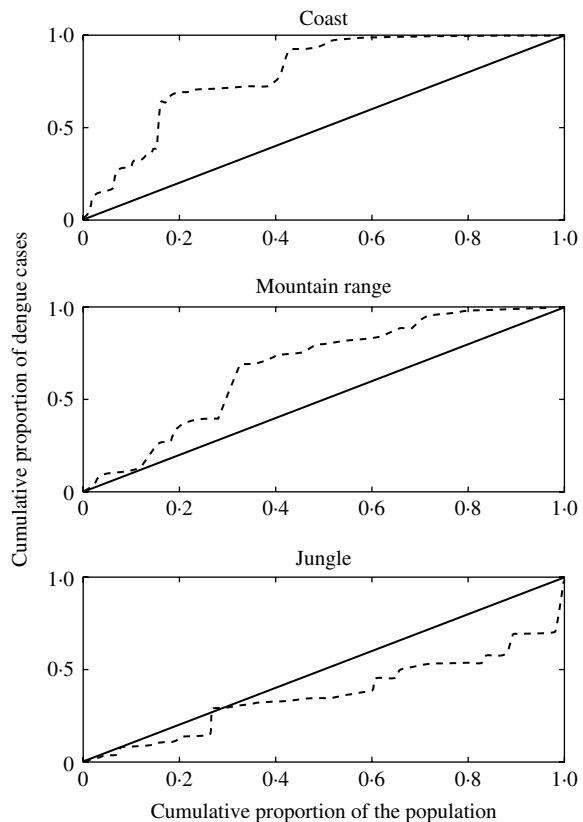 Coast
1·0
0·5
0
0 0·2 0·4 0·6 0·8 1·0
Mountain range
1·0
0·5
0
0 0·2 0·4 0·6 0·8 1·0
Jungle
1·0
0·5
0
0 0·2 0·4 0·6 0·8 1·0
Cumulative proportion of dengue cases
Cumulative proportion of the population